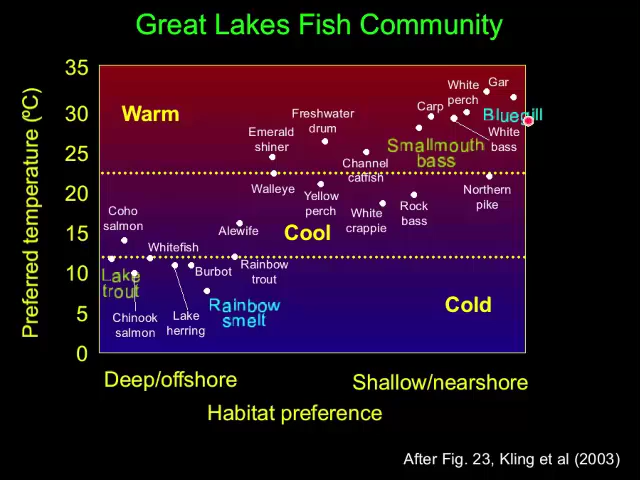 Great Lakes Fish Community
Preferred temperature (ºC)
35
30
25
20
15
10
5
0
Warm
Cool
Cold
Gar
White
perch
Carp
Bluegill
White
bass
Smallmouth
bass
Freshwater
drum
Emerald
shiner
Channel
catfish
Walleye
Northern
pike
Yellow
perch
White
crappie
Rock
bass
Coho
salmon
Alewife
Whitefish
Burbot
Rainbow
trout
Lake
trout
Chinook
salmon
Lake
herring
Rainbow
smelt
Deep/offshore
Shallow/nearshore
Habitat preference
After Fig. 23, Kling et al (2003)